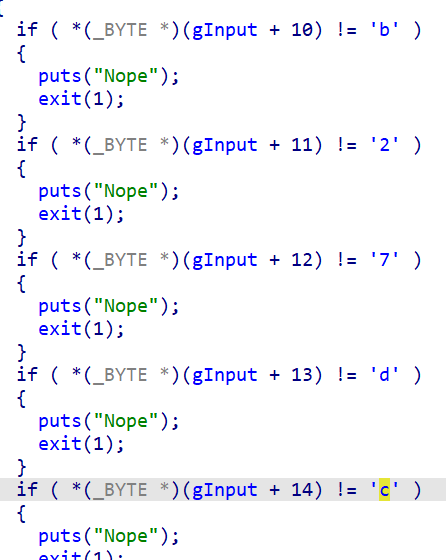 {
if ( *(_BYTE *)(gInput + 10) != 'b' )
{
puts("Nope");
exit(1);
}
if ( *(_BYTE *)(gInput + 11) != '2' )
{
puts("Nope");
exit(1);
}
if ( *(_BYTE *)(gInput + 12) != '7' )
{
puts("Nope");
exit(1);
}
if ( *(_BYTE *)(gInput + 13) != 'd' )
{
puts("Nope");
exit(1);
}
if ( *(_BYTE *)(gInput + 14) != 'c' )
{
puts("Nope");
exit(1);